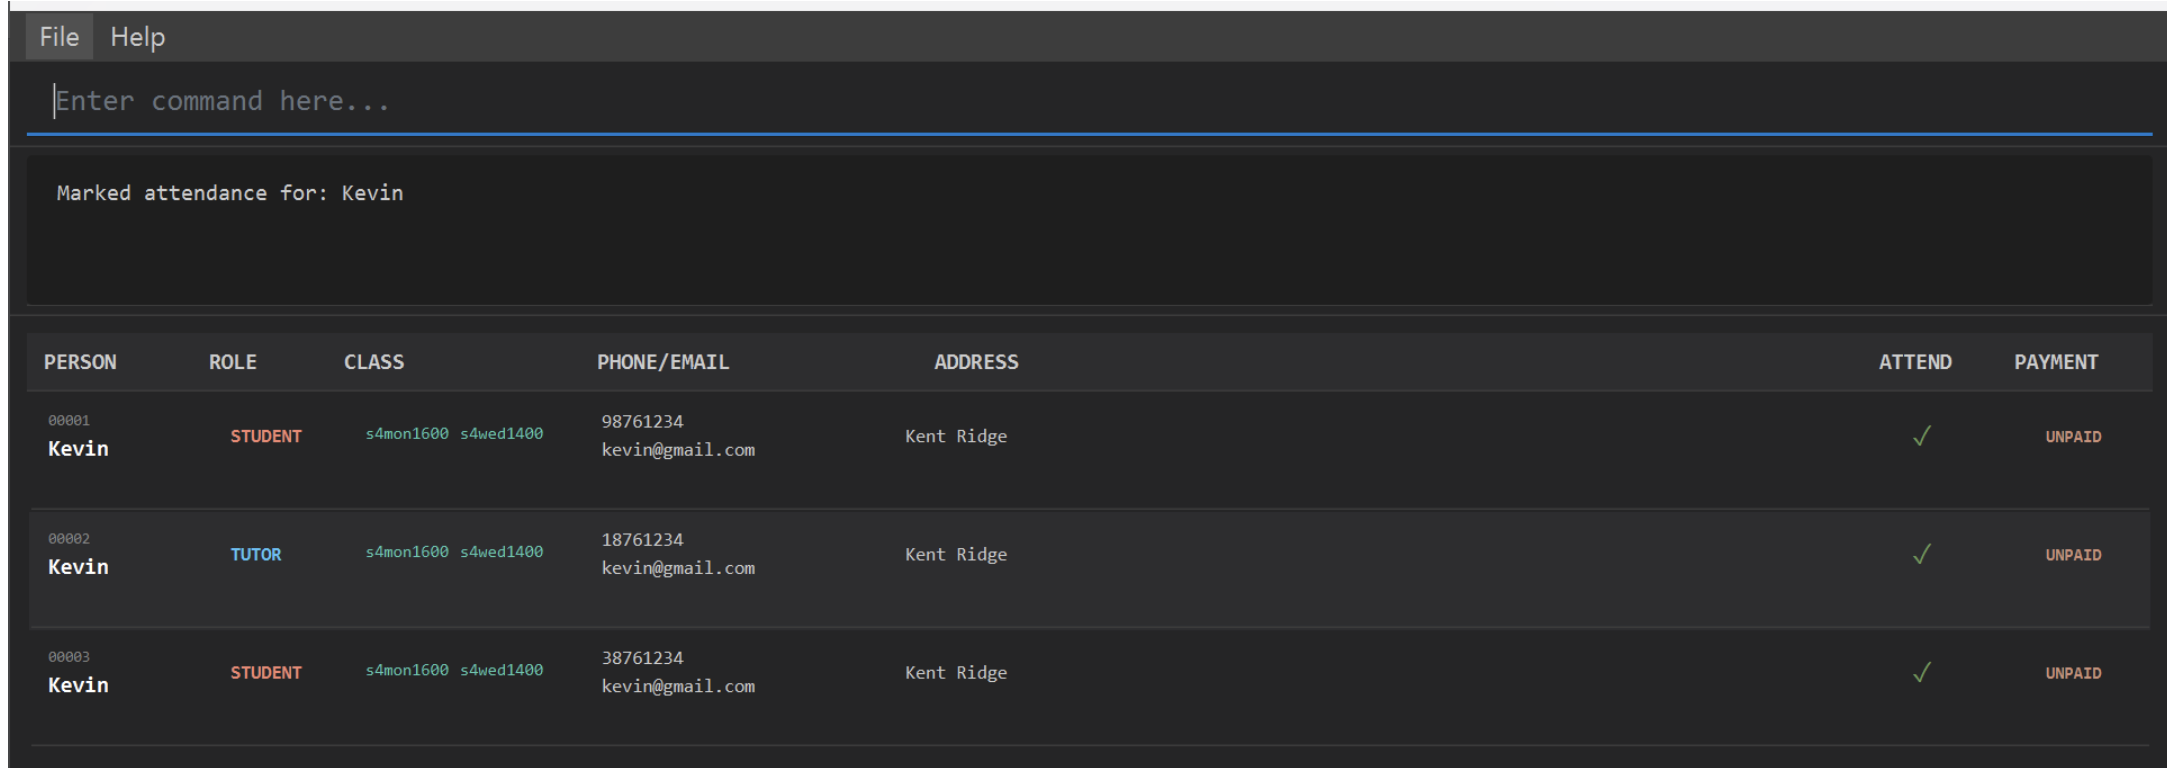 File Help
Enter command here...
Marked attendance for: Kevin
PERSON ROLE CLASS PHONE/EMAIL ADDRESS ATTEND PAYMENT
00001
Kevin STUDENT s4mon1600 s4wed1400 98761234 Kent Ridge ✓ UNPAID
kevin@gmail.com
00002
Kevin TUTOR s4mon1600 s4wed1400 18761234 Kent Ridge ✓ UNPAID
kevin@gmail.com
00003
Kevin STUDENT s4mon1600 s4wed1400 38761234 Kent Ridge ✓ UNPAID
kevin@gmail.com